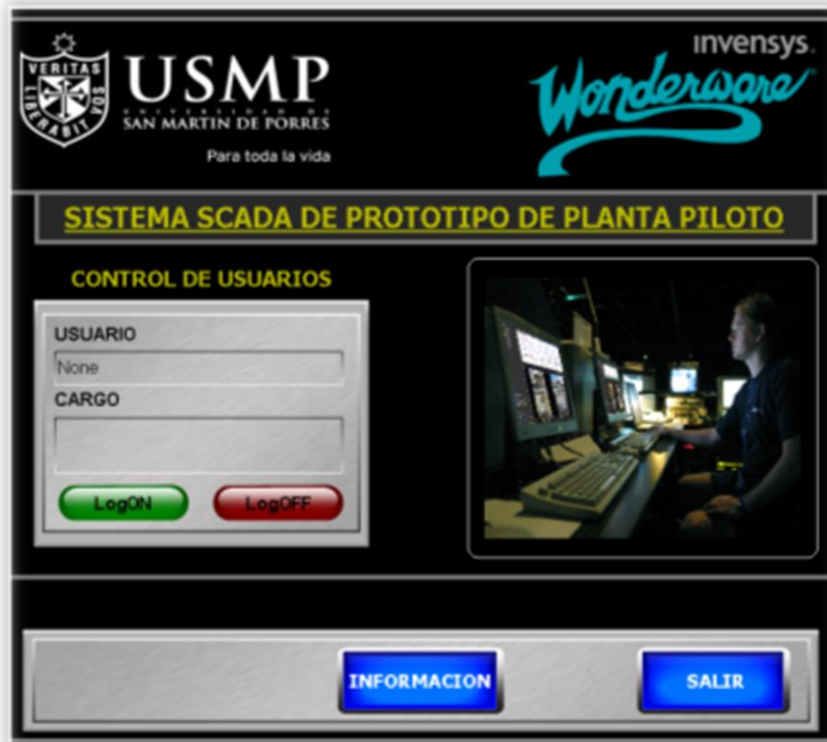 VERITAS
LIBERABIT VOS
USMP
UNIVERSIDAD DE
SAN MARTIN DE PORRES
Para toda la vida
invensys.
Wonderware
SISTEMA SCADA DE PROTOTIPO DE PLANTA PILOTO
CONTROL DE USUARIOS
USUARIO
None
CARGO
LogON LogOFF
INFORMACION SALIR